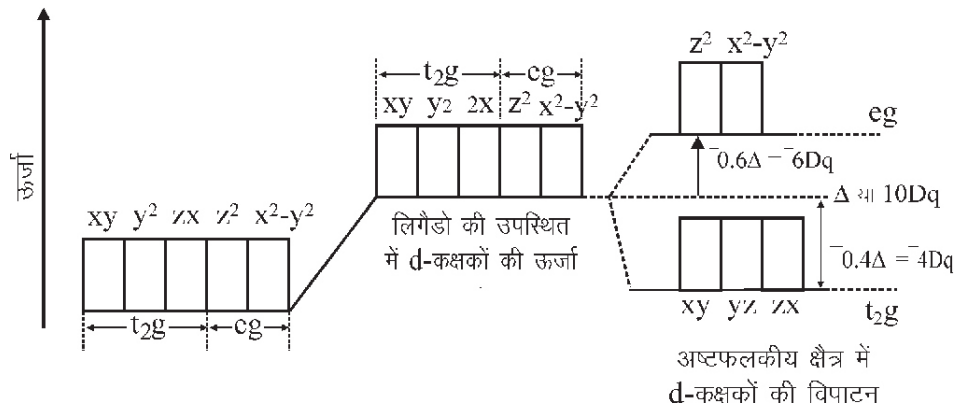 ऊर्जा
xy y² zx z² x²-y²
t₂g eg
t₂g eg
xy y₂ 2x z² x²-y²
लिगैडो की उपस्थित
में d-कक्षकों की ऊर्जा
z² x²-y²
eg
‾0.6Δ = ‾6Dq
Δ या 10Dq
‾0.4Δ = ‾4Dq
xy yz zx
t₂g
अष्टफलकीय क्षैत्र में
d-कक्षकों की विपाटन